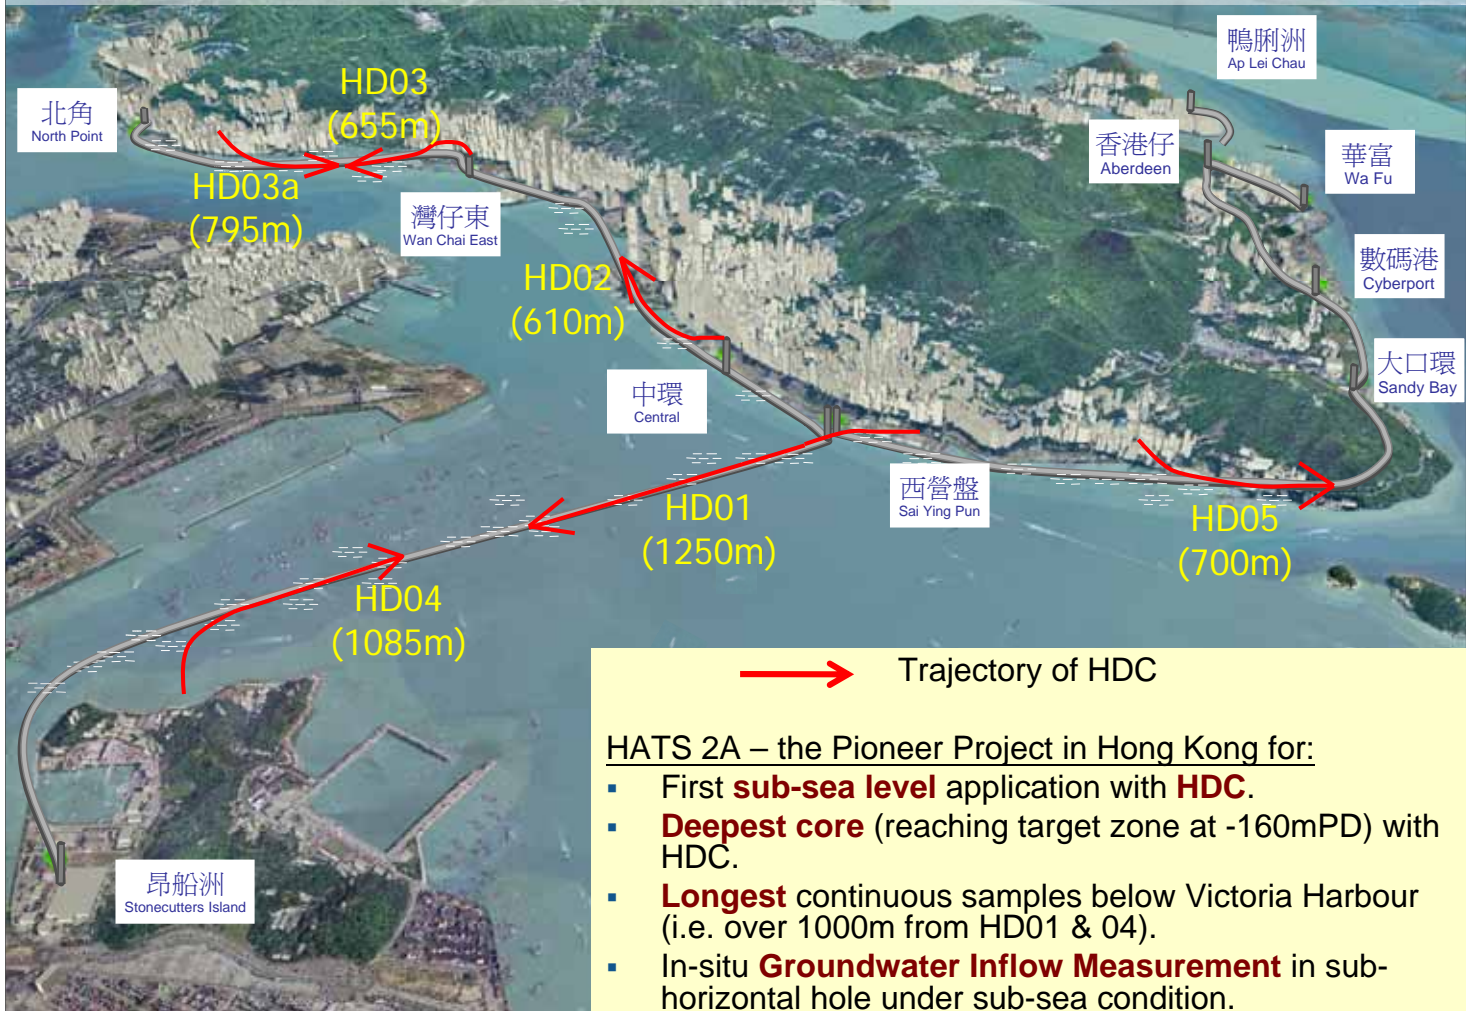 鴨脷洲
Ap Lei Chau
HD03
(655m)
北角
North Point
香港仔
Aberdeen
華富
Wa Fu
HD03a
(795m)
灣仔東
Wan Chai East
數碼港
Cyberport
HD02
(610m)
大口環
Sandy Bay
中環
Central
西營盤
Sai Ying Pun
HD01
(1250m)
HD05
(700m)
HD04
(1085m)
昂船洲
Stonecutters Island
Trajectory of HDC
HATS 2A – the Pioneer Project in Hong Kong for:
▪ First sub-sea level application with HDC.
▪ Deepest core (reaching target zone at -160mPD) with
HDC.
▪ Longest continuous samples below Victoria Harbour
(i.e. over 1000m from HD01 & 04).
▪ In-situ Groundwater Inflow Measurement in sub-
horizontal hole under sub-sea condition.